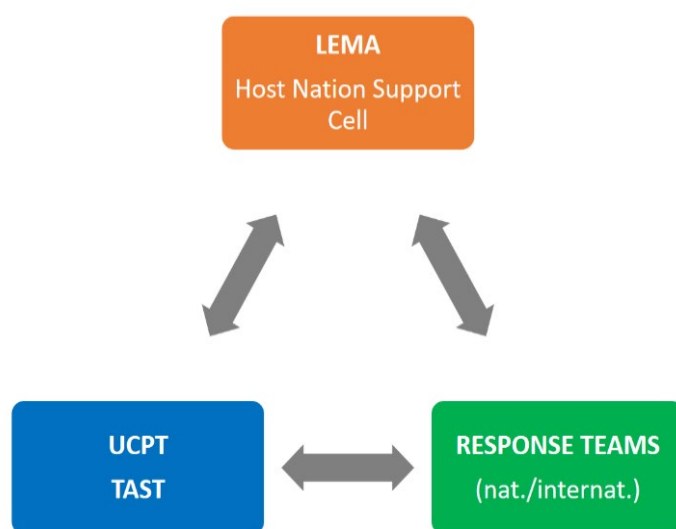 LEMA
Host Nation Support
Cell
UCPT
TAST
RESPONSE TEAMS
(nat./internat.)